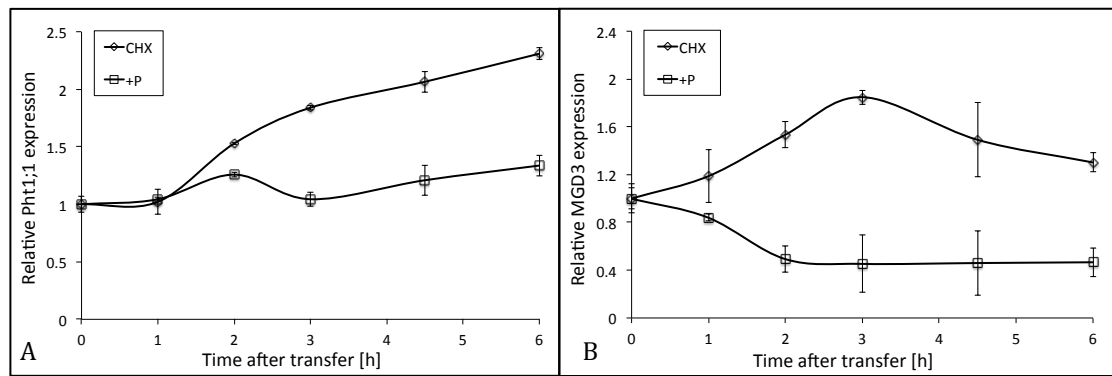 2.5
2
1.5
1
0.5
0
0 1 2 3 4 5 6
Relative Pht1;1 expression
Time after transfer [h]
CHX
+P
A
2.4
2
1.6
1.2
0.8
0.4
0
0 1 2 3 4 5 6
Relative MGD3 expression
Time after transfer [h]
CHX
+P
B